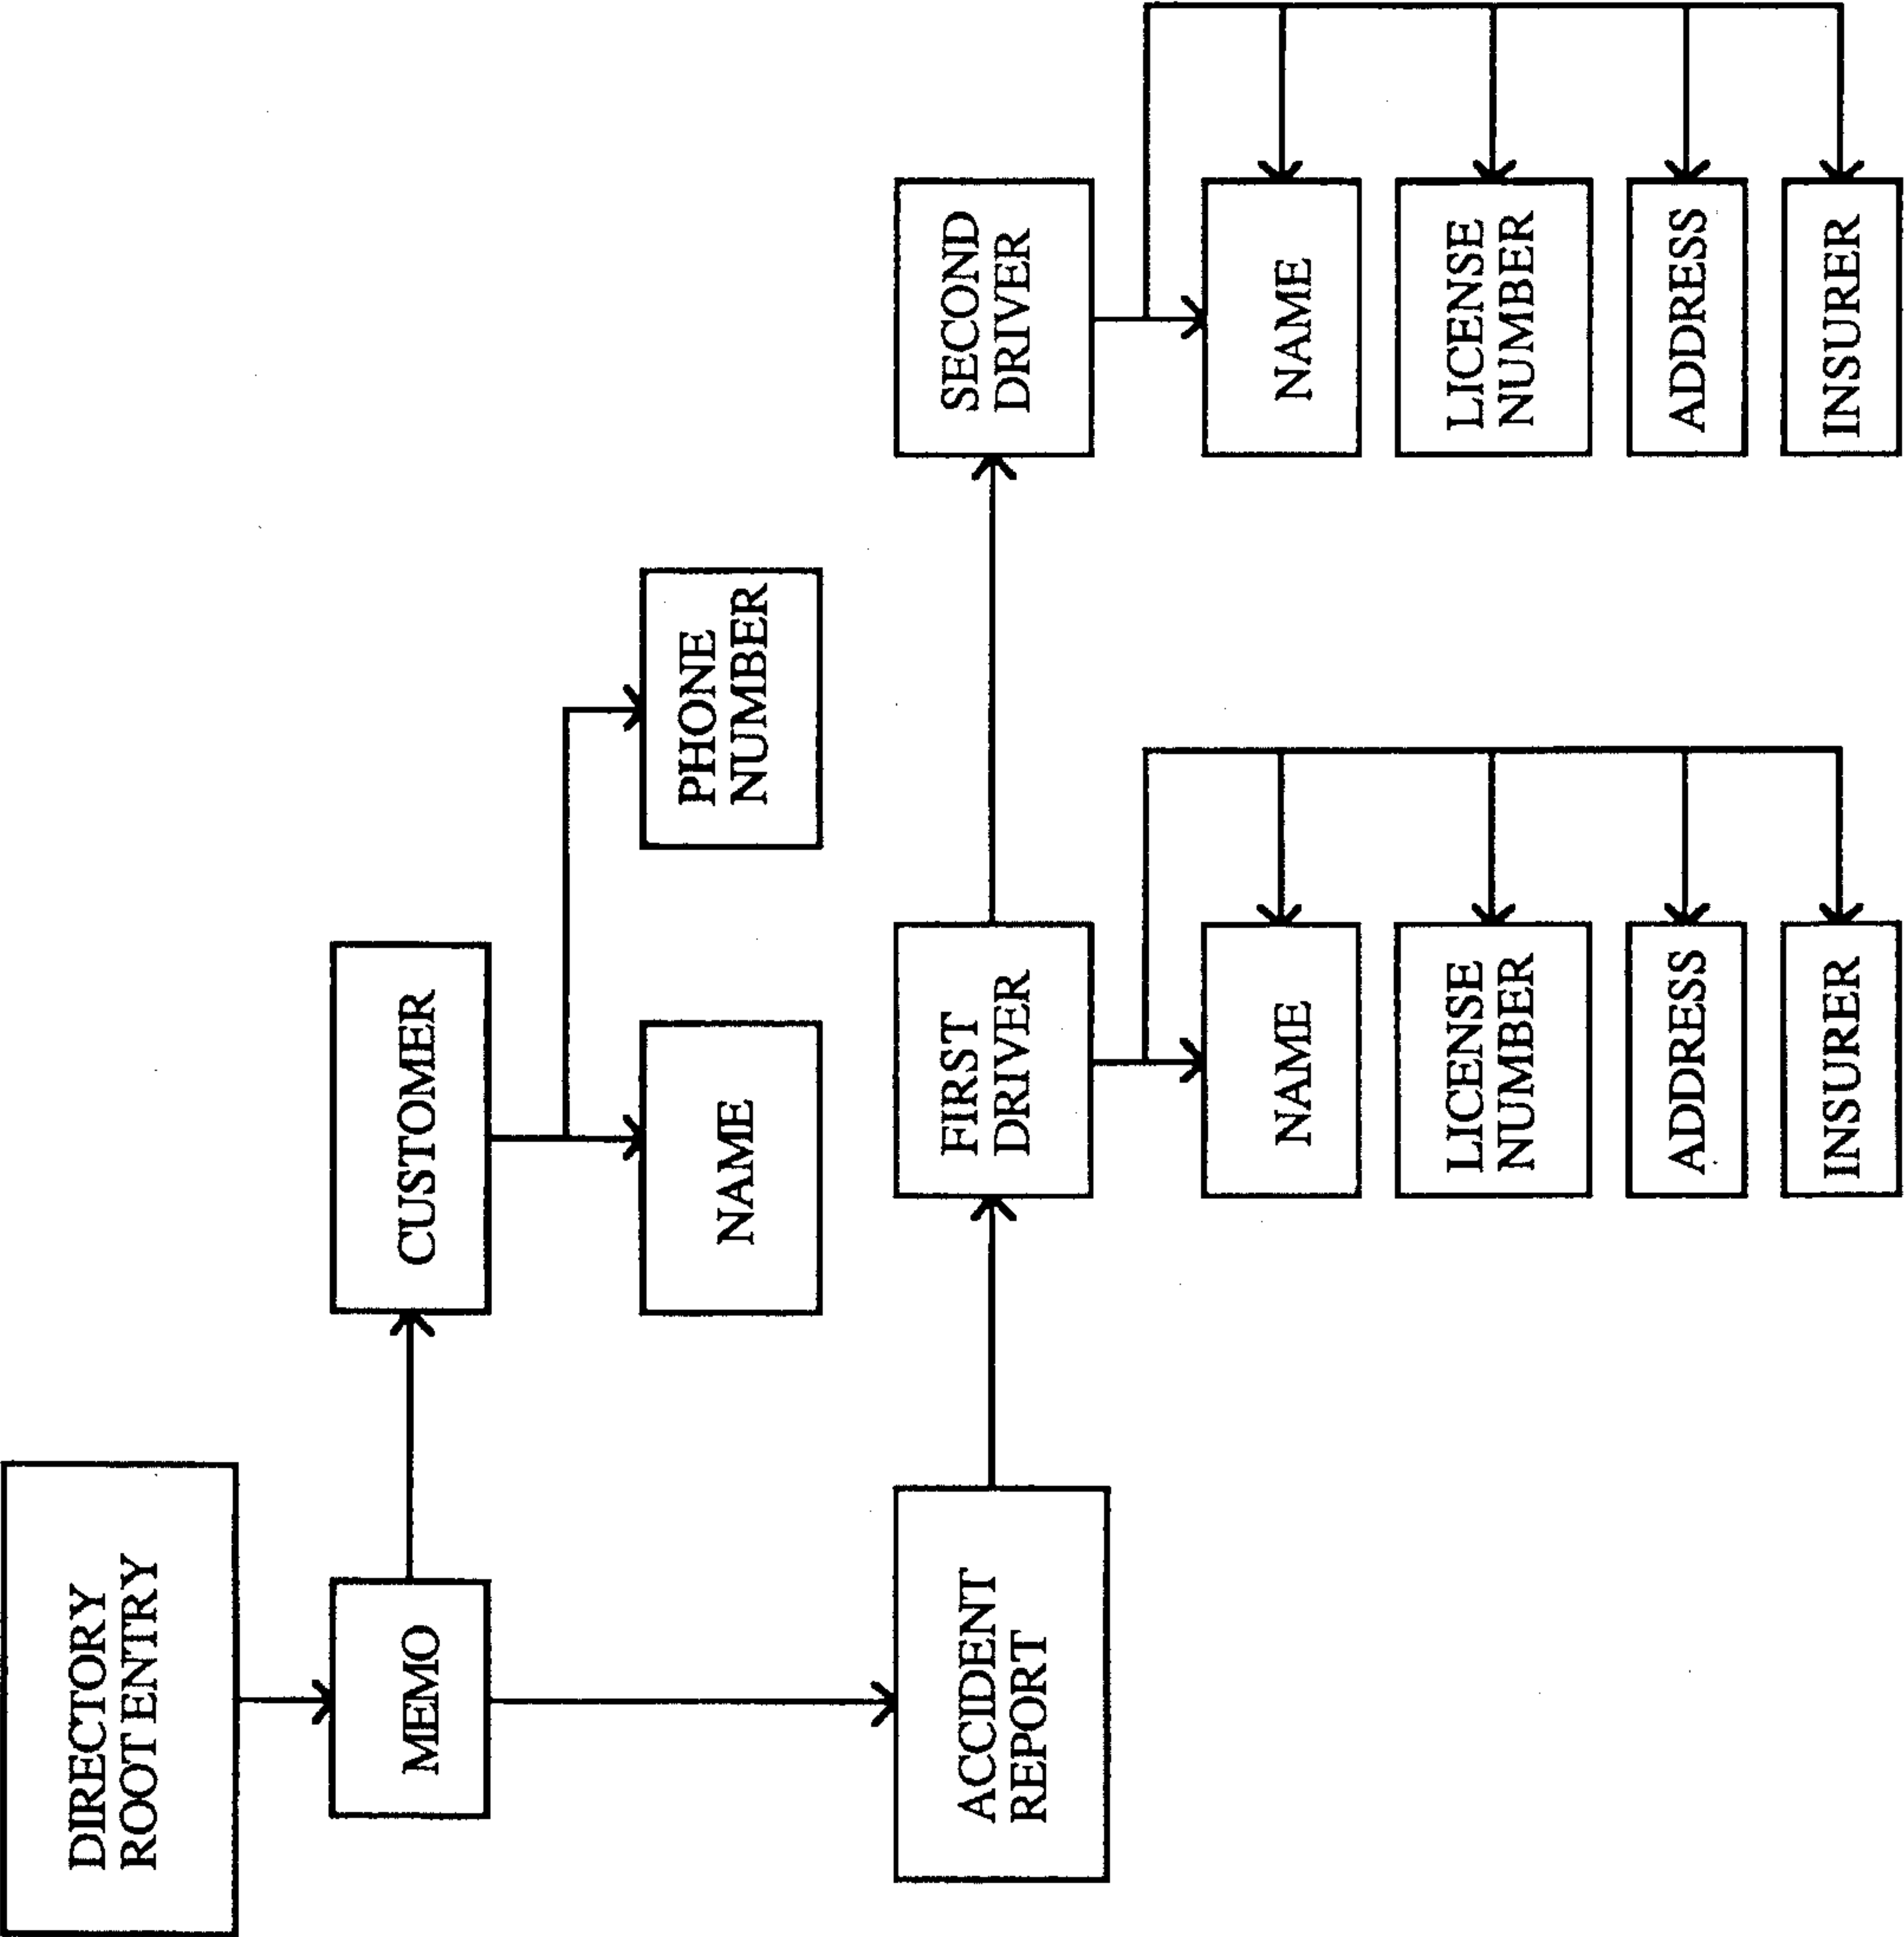 DIRECTORY
ROOT ENTRY
MEMO
CUSTOMER
NAME
PHONE
NUMBER
ACCIDENT
REPORT
FIRST
DRIVER
NAME
LICENSE
NUMBER
ADDRESS
INSURER
SECOND
DRIVER
NAME
LICENSE
NUMBER
ADDRESS
INSURER